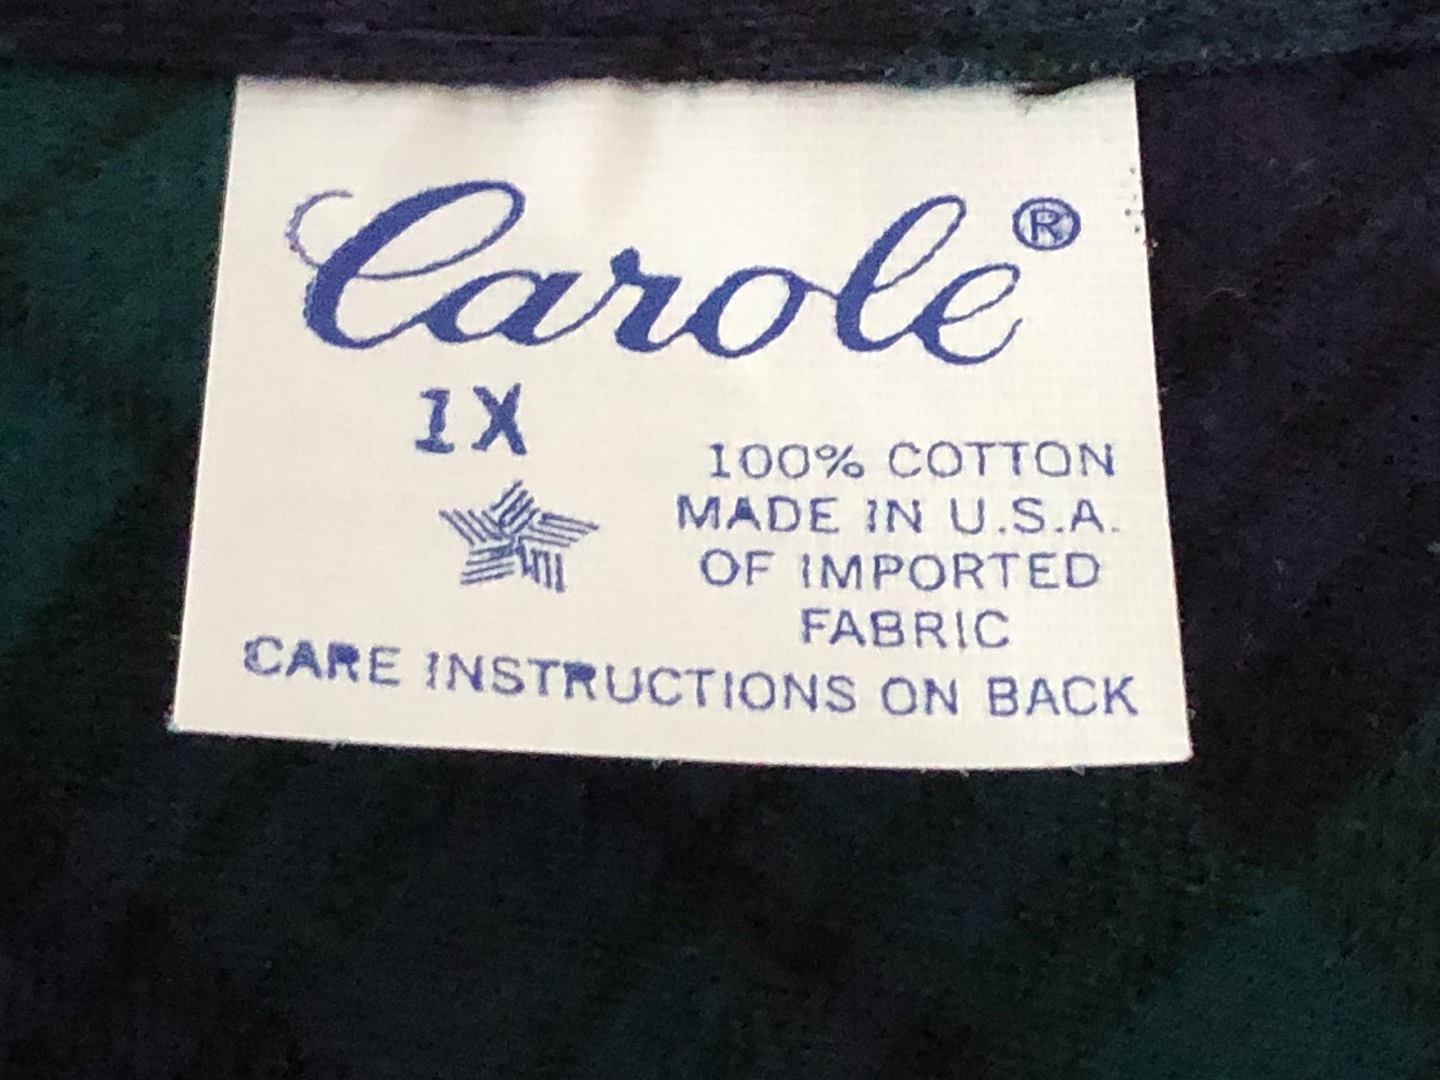 Carole®
1X
100% COTTON
MADE IN U.S.A.
OF IMPORTED
FABRIC
CARE INSTRUCTIONS ON BACK